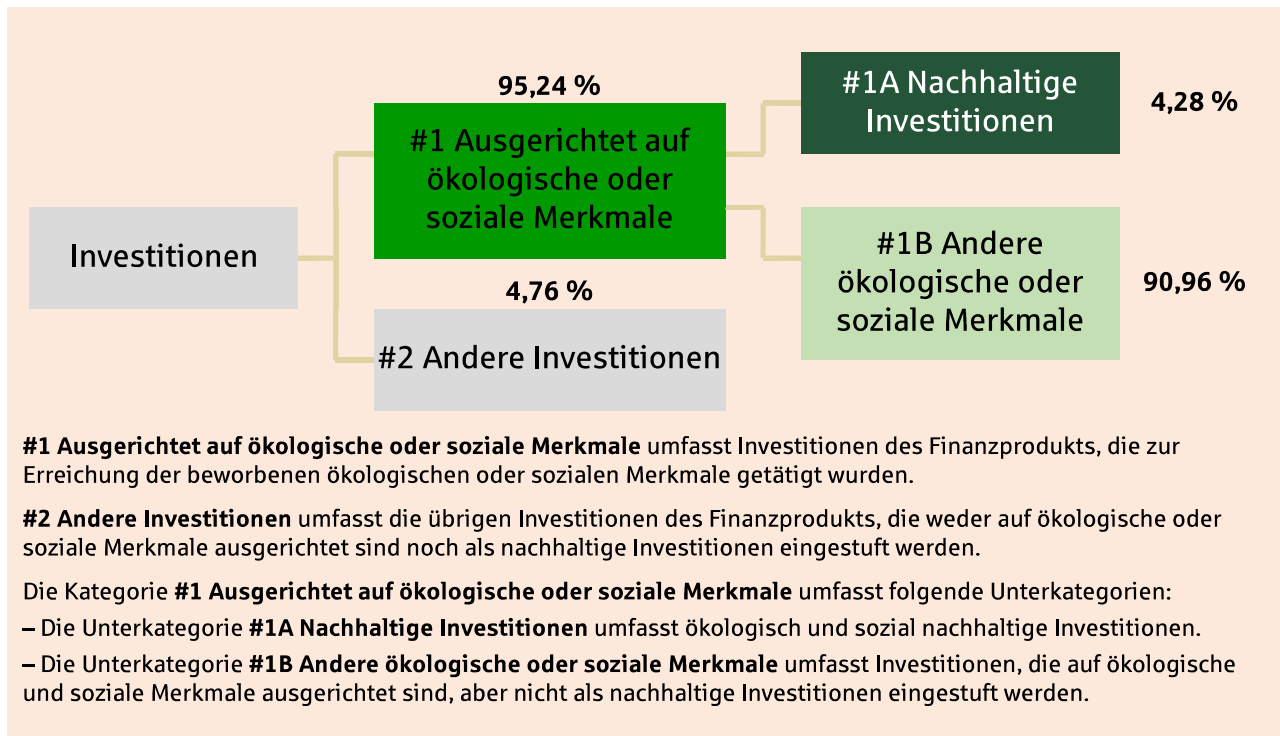 95,24 %
#1 Ausgerichtet auf
ökologische oder
soziale Merkmale
#1A Nachhaltige
Investitionen
4,28 %
Investitionen
#1B Andere
ökologische oder
soziale Merkmale
90,96 %
4,76 %
#2 Andere Investitionen
#1 Ausgerichtet auf ökologische oder soziale Merkmale umfasst Investitionen des Finanzprodukts, die zur
Erreichung der beworbenen ökologischen oder sozialen Merkmale getätigt wurden.
#2 Andere Investitionen umfasst die übrigen Investitionen des Finanzprodukts, die weder auf ökologische oder
soziale Merkmale ausgerichtet sind noch als nachhaltige Investitionen eingestuft werden.
Die Kategorie #1 Ausgerichtet auf ökologische oder soziale Merkmale umfasst folgende Unterkategorien:
– Die Unterkategorie #1A Nachhaltige Investitionen umfasst ökologisch und sozial nachhaltige Investitionen.
– Die Unterkategorie #1B Andere ökologische oder soziale Merkmale umfasst Investitionen, die auf ökologische
und soziale Merkmale ausgerichtet sind, aber nicht als nachhaltige Investitionen eingestuft werden.